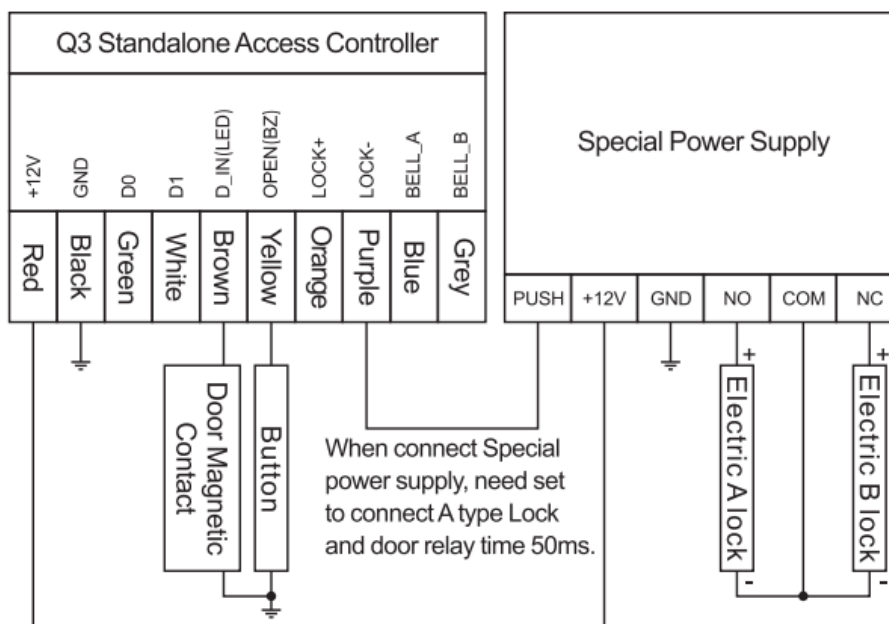 Q3 Standalone Access Controller
+12V
GND
D0
D1
D_IN(LED)
OPEN(BZ)
LOCK+
LOCK-
BELL_A
BELL_B
Red
Black
Green
White
Brown
Yellow
Orange
Purple
Blue
Grey
Special Power Supply
PUSH
+12V
GND
NO
COM
NC
Door Magnetic
Contact
Button
When connect Special
power supply, need set
to connect A type Lock
and door relay time 50ms.
+
Electric A lock
-
+
Electric B lock
-